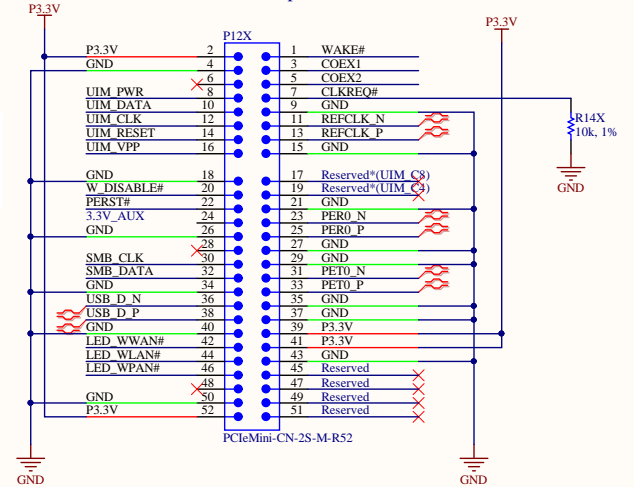 P3.3V
P3.3V
P12X
P3.3V 2 1 WAKE#
GND 4 3 COEX1
6 5 COEX2
UIM_PWR 8 7 CLKREQ#
UIM_DATA 10 9 GND
UIM_CLK 12 11 REFCLK_N
UIM_RESET 14 13 REFCLK_P
UIM_VPP 16 15 GND
R14X
10k, 1%
GND
GND 18 17 Reserved*(UIM_C8)
W_DISABLE# 20 19 Reserved*(UIM_C4)
PERST# 22 21 GND
3.3V_AUX 24 23 PER0_N
GND 26 25 PER0_P
28 27 GND
SMB_CLK 30 29 GND
SMB_DATA 32 31 PET0_N
GND 34 33 PET0_P
USB_D_N 36 35 GND
USB_D_P 38 37 GND
GND 40 39 P3.3V
LED_WWAN# 42 41 P3.3V
LED_WLAN# 44 43 GND
LED_WPAN# 46 45 Reserved
48 47 Reserved
GND 50 49 Reserved
P3.3V 52 51 Reserved
PCIeMini-CN-2S-M-R52
GND
GND